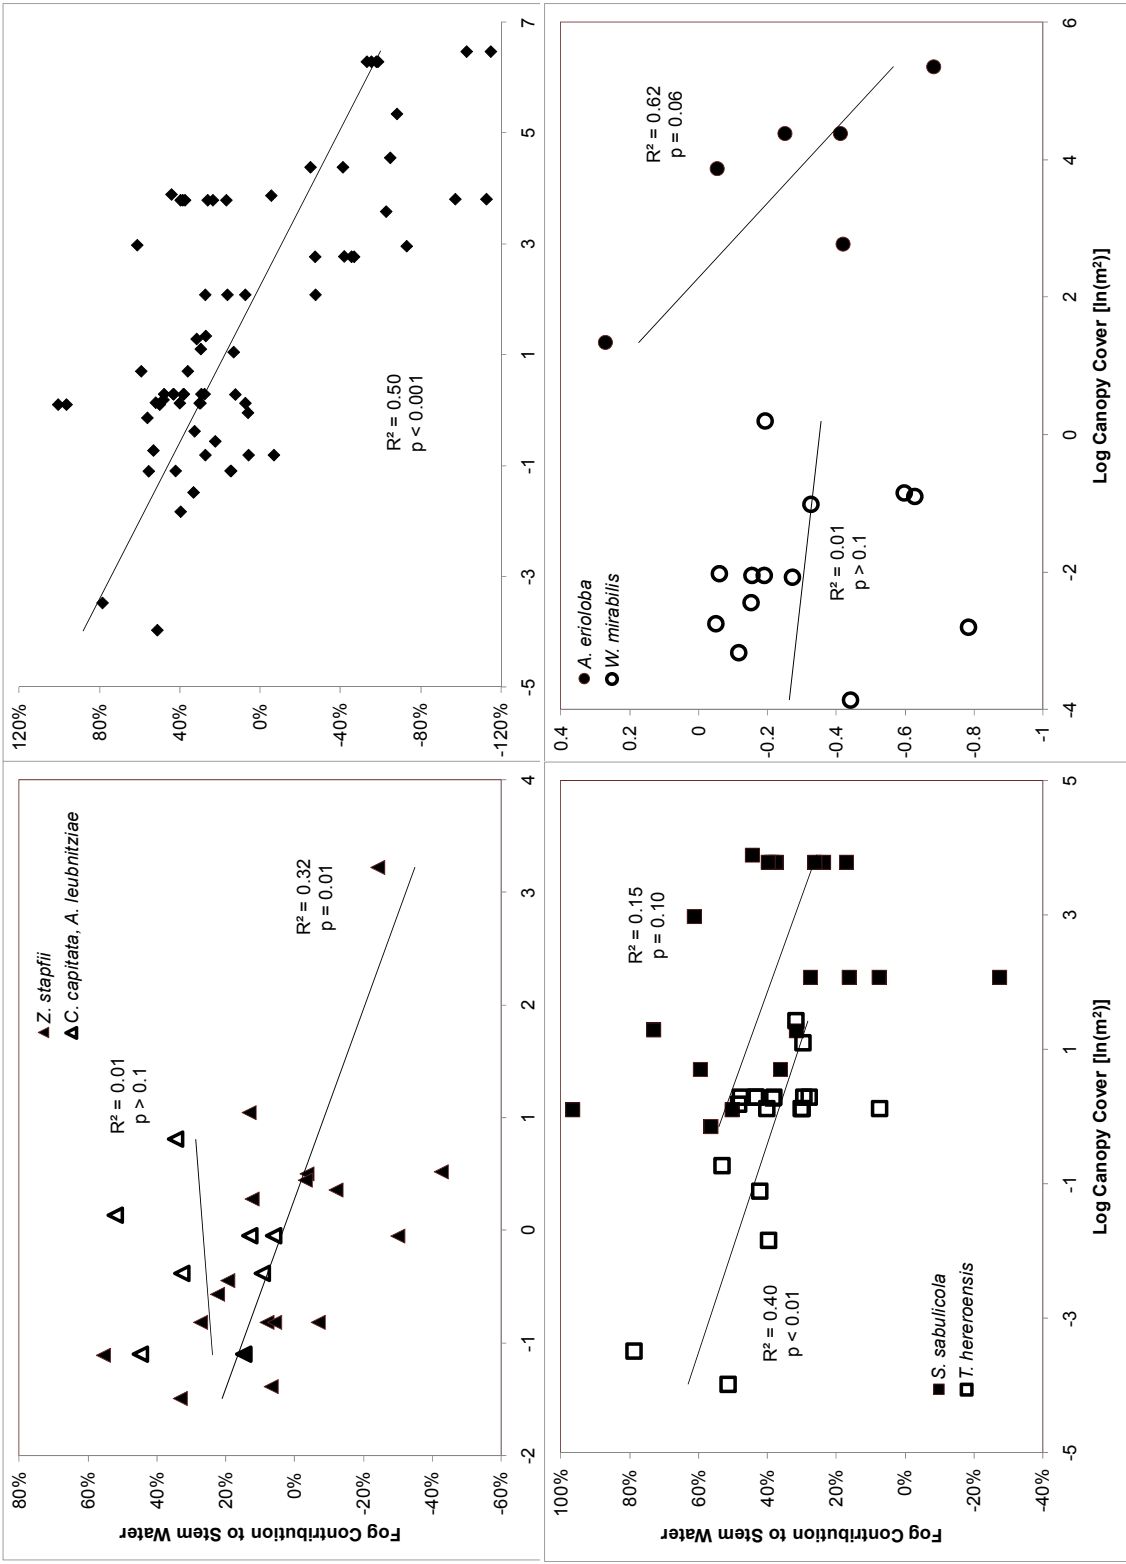 Fog Contribution to Stem Water
80%
60%
40%
20%
0%
-20%
-40%
-60%
-2
-1
0
1
2
3
4
Z. stapfii
C. capitata, A. leubnitziae
R² = 0.01
p > 0.1
R² = 0.32
p = 0.01
120%
80%
40%
0%
-40%
-80%
-120%
-5
-3
-1
1
3
5
7
R² = 0.50
p < 0.001
Fog Contribution to Stem Water
100%
80%
60%
40%
20%
0%
-20%
-40%
-5
-3
-1
1
3
5
Log Canopy Cover [ln(m²)]
R² = 0.15
p = 0.10
R² = 0.40
p < 0.01
S. sabulicola
T. hereroensis
0.4
0.2
0
-0.2
-0.4
-0.6
-0.8
-1
-4
-2
0
2
4
6
Log Canopy Cover [ln(m²)]
A. erioloba
W. mirabilis
R² = 0.01
p > 0.1
R² = 0.62
p = 0.06